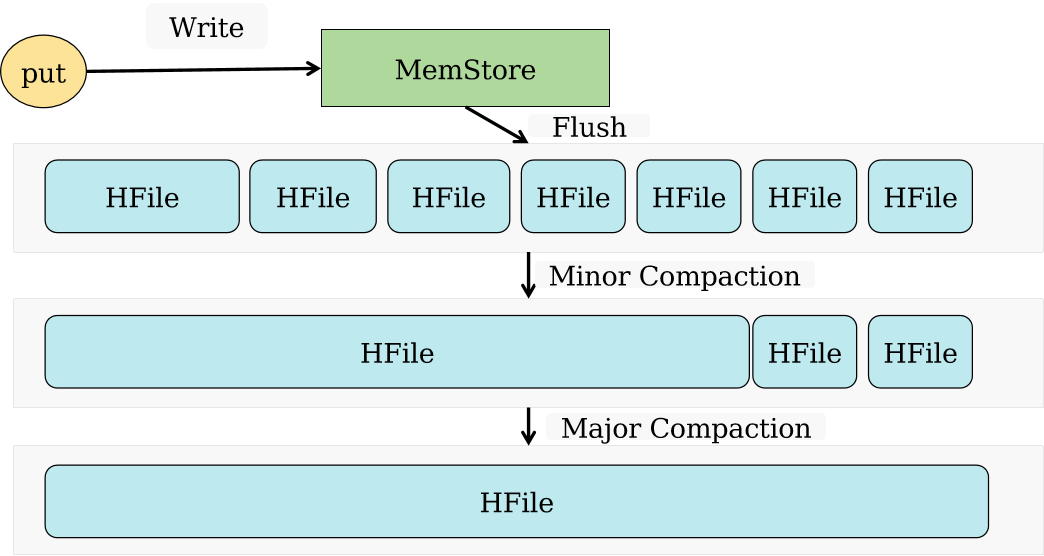 Write
put
MemStore
Flush
HFile HFile HFile HFile HFile HFile HFile
Minor Compaction
HFile HFile HFile
Major Compaction
HFile